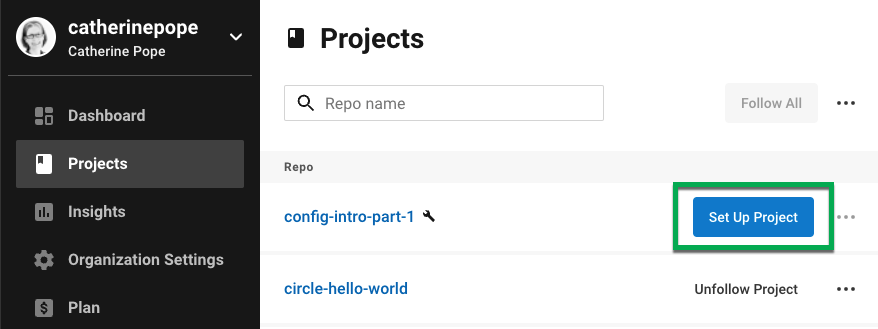 catherinepope
Catherine Pope
Dashboard
Projects
Insights
Organization Settings
Plan
Projects
Repo name
Follow All
Repo
config-intro-part-1
Set Up Project
circle-hello-world
Unfollow Project